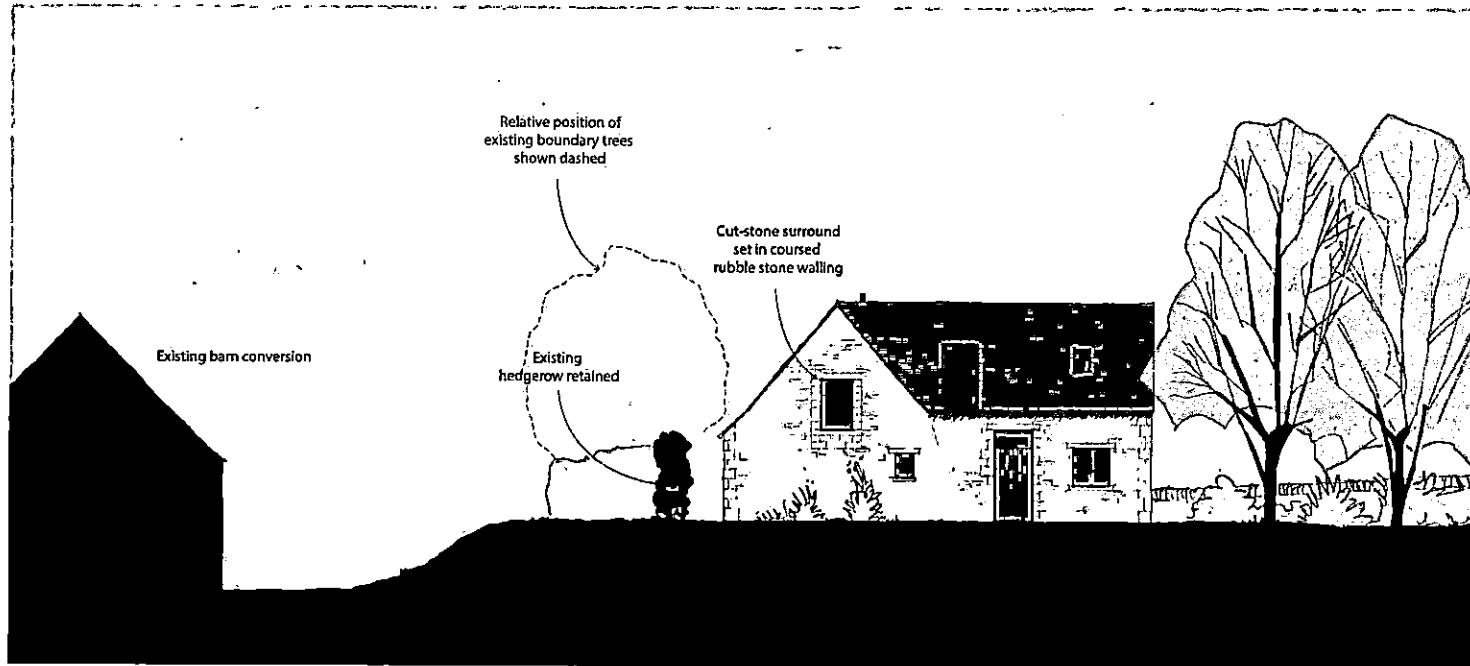 Relative position of
existing boundary trees
shown dashed
Cut-stone surround
set in coursed
rubble stone walling
Existing barn conversion
Existing
hedgerow retained